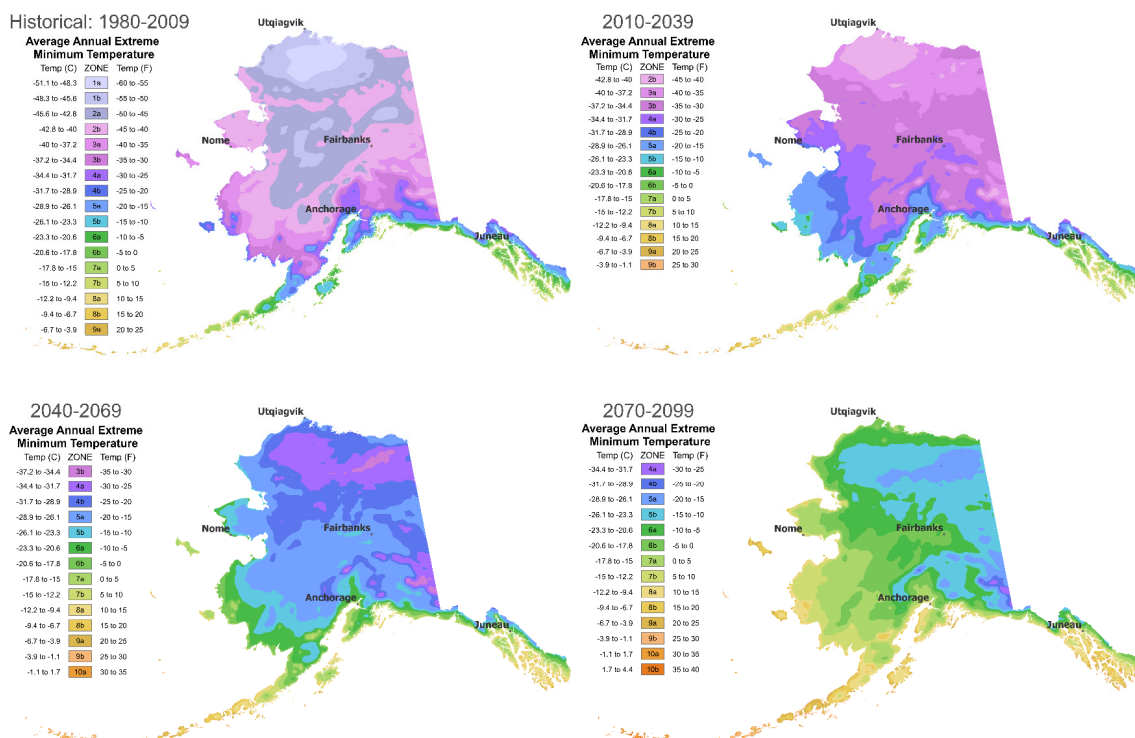 Historical: 1980-2009
Average Annual Extreme
Minimum Temperature
Temp (C) ZONE Temp (F)
-51.1 to -48.3 1a -60 to -55
-48.3 to -45.6 1b -55 to -50
-45.6 to -42.8 2a -50 to -45
-42.8 to -40 2b -45 to -40
-40 to -37.2 3a -40 to -35
-37.2 to -34.4 3b -35 to -30
-34.4 to -31.7 4a -30 to -25
-31.7 to -28.9 4b -25 to -20
-28.9 to -26.1 5a -20 to -15
-26.1 to -23.3 5b -15 to -10
-23.3 to -20.6 6a -10 to -5
-20.6 to -17.8 6b -5 to 0
-17.8 to -15 7a 0 to 5
-15 to -12.2 7b 5 to 10
-12.2 to -9.4 8a 10 to 15
-9.4 to -6.7 8b 15 to 20
-6.7 to -3.9 9a 20 to 25
Utqiagvik
Nome
Fairbanks
Anchorage
Juneau
2010-2039
Average Annual Extreme
Minimum Temperature
Temp (C) ZONE Temp (F)
-42.8 to -40 2b -45 to -40
-40 to -37.2 3a -40 to -35
-37.2 to -34.4 3b -35 to -30
-34.4 to -31.7 4a -30 to -25
-31.7 to -28.9 4b -25 to -20
-28.9 to -26.1 5a -20 to -15
-26.1 to -23.3 5b -15 to -10
-23.3 to -20.6 6a -10 to -5
-20.6 to -17.8 6b -5 to 0
-17.8 to -15 7a 0 to 5
-15 to -12.2 7b 5 to 10
-12.2 to -9.4 8a 10 to 15
-9.4 to -6.7 8b 15 to 20
-6.7 to -3.9 9a 20 to 25
-3.9 to -1.1 9b 25 to 30
Utqiagvik
Nome
Fairbanks
Anchorage
Juneau
2040-2069
Average Annual Extreme
Minimum Temperature
Temp (C) ZONE Temp (F)
-37.2 to -34.4 3b -35 to -30
-34.4 to -31.7 4a -30 to -25
-31.7 to -28.9 4b -25 to -20
-28.9 to -26.1 5a -20 to -15
-26.1 to -23.3 5b -15 to -10
-23.3 to -20.6 6a -10 to -5
-20.6 to -17.8 6b -5 to 0
-17.8 to -15 7a 0 to 5
-15 to -12.2 7b 5 to 10
-12.2 to -9.4 8a 10 to 15
-9.4 to -6.7 8b 15 to 20
-6.7 to -3.9 9a 20 to 25
-3.9 to -1.1 9b 25 to 30
-1.1 to 1.7 10a 30 to 35
Utqiagvik
Nome
Fairbanks
Anchorage
Juneau
2070-2099
Average Annual Extreme
Minimum Temperature
Temp (C) ZONE Temp (F)
-34.4 to -31.7 4a -30 to -25
-31.7 to -28.9 4b -25 to -20
-28.9 to -26.1 5a -20 to -15
-26.1 to -23.3 5b -15 to -10
-23.3 to -20.6 6a -10 to -5
-20.6 to -17.8 6b -5 to 0
-17.8 to -15 7a 0 to 5
-15 to -12.2 7b 5 to 10
-12.2 to -9.4 8a 10 to 15
-9.4 to -6.7 8b 15 to 20
-6.7 to -3.9 9a 20 to 25
-3.9 to -1.1 9b 25 to 30
-1.1 to 1.7 10a 30 to 35
1.7 to 4.4 10b 35 to 40
Utqiagvik
Nome
Fairbanks
Anchorage
Juneau